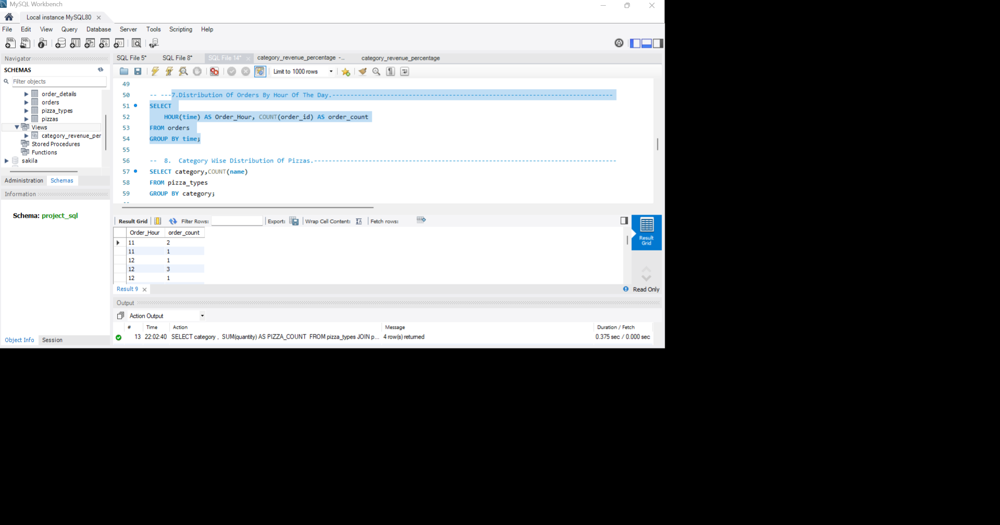 MySQL Workbench
Local instance MySQL80
File Edit View Query Database Server Tools Scripting Help
Navigator
SCHEMAS
Filter objects
order_details
orders
pizza_types
pizzas
Views
category_revenue_per
Stored Procedures
Functions
sakila
Administration Schemas
Information
Schema: project_sql
Object Info Session
SQL File 5* SQL File 8* SQL File 14* category_revenue_percentage -... category_revenue_percentage
Limit to 1000 rows
49
50 -- ---7.Distribution Of Orders By Hour Of The Day.-----------------------------------------------------------------------------
51 SELECT
52 HOUR(time) AS Order_Hour, COUNT(order_id) AS order_count
53 FROM orders
54 GROUP BY time;
55
56 -- 8. Category Wise Distribution Of Pizzas.-----------------------------------------------------------------------------------
57 SELECT category,COUNT(name)
58 FROM pizza_types
59 GROUP BY category;
Result Grid Filter Rows: Export: Wrap Cell Content: Fetch rows:
Order_Hour order_count
11 2
11 1
12 1
12 3
12 1
Result Grid
Result 9
Read Only
Output
Action Output
# Time Action Message Duration / Fetch
13 22:02:40 SELECT category , SUM(quantity) AS PIZZA_COUNT FROM pizza_types JOIN p... 4 row(s) returned 0.375 sec / 0.000 sec